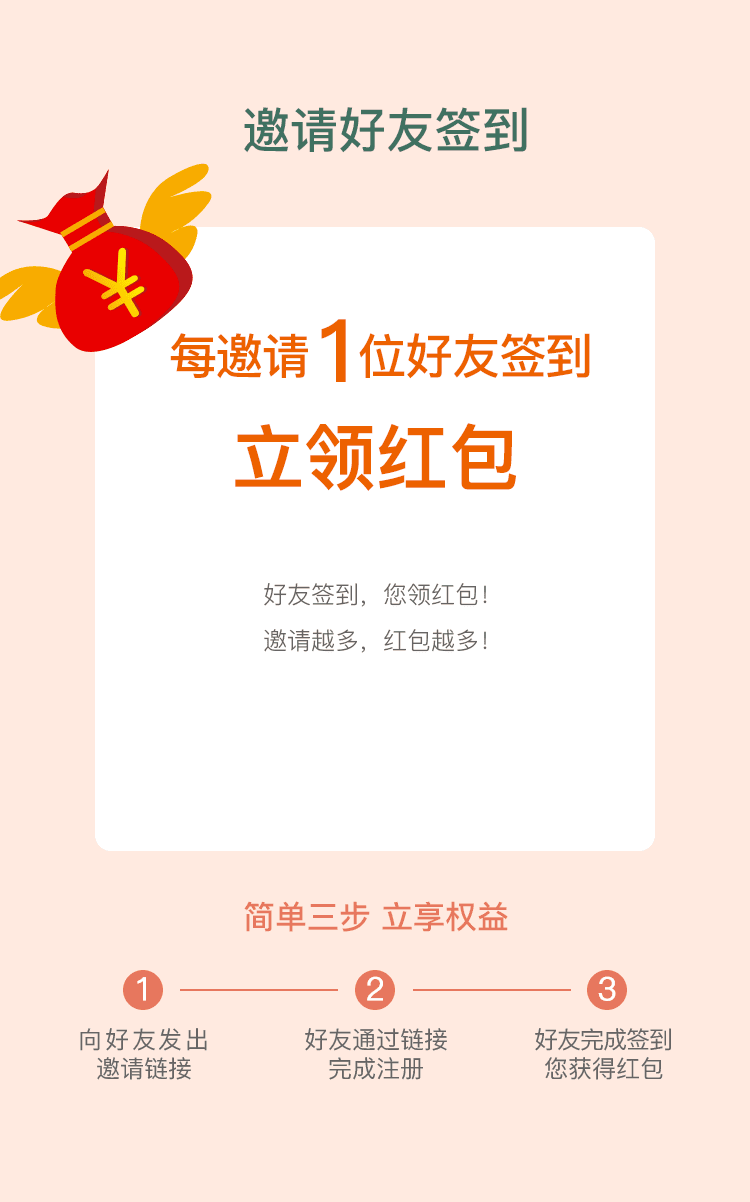 邀请好友签到
¥
每邀请1位好友签到
立领红包
好友签到，您领红包！
邀请越多，红包越多！
简单三步 立享权益
1 2 3
向好友发出 好友通过链接 好友完成签到
邀请链接 完成注册 您获得红包